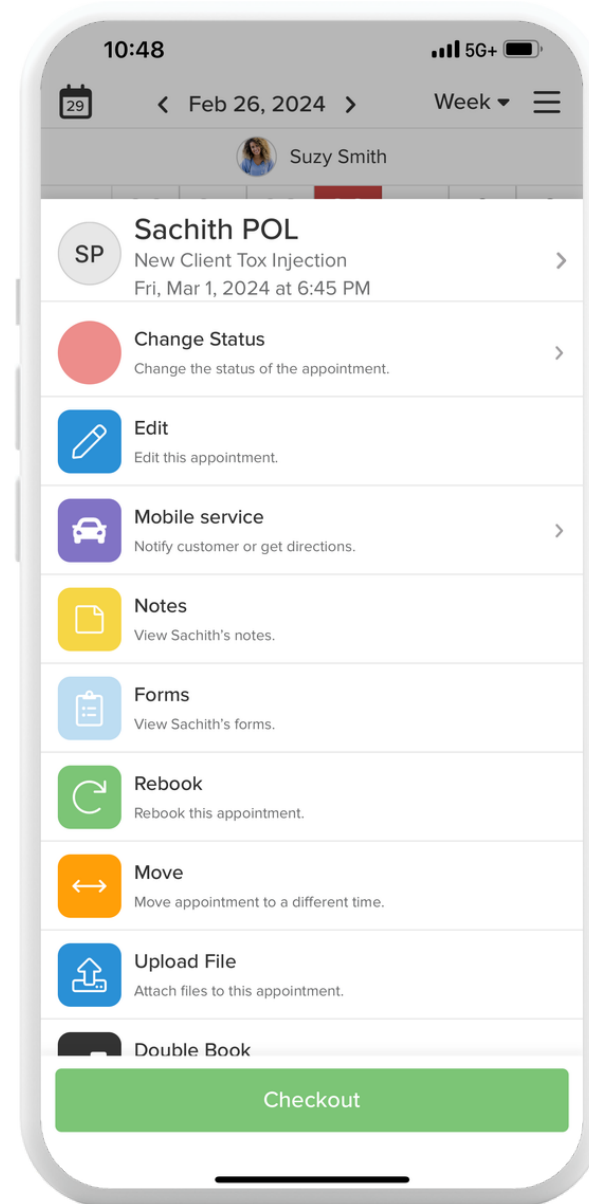 10:48
5G+
29
Feb 26, 2024
Week
Suzy Smith
SP
Sachith POL
New Client Tox Injection
Fri, Mar 1, 2024 at 6:45 PM
Change Status
Change the status of the appointment.
Edit
Edit this appointment.
Mobile service
Notify customer or get directions.
Notes
View Sachith's notes.
Forms
View Sachith's forms.
Rebook
Rebook this appointment.
Move
Move appointment to a different time.
Upload File
Attach files to this appointment.
Double Book
Checkout